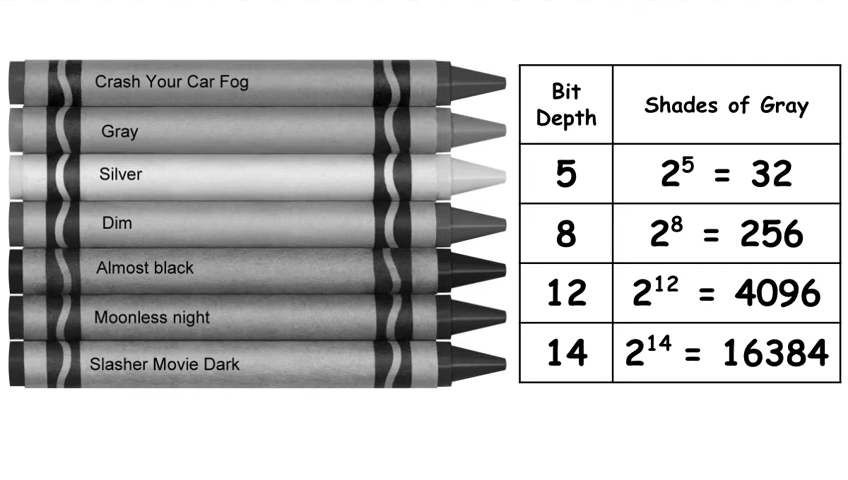 Crash Your Car Fog
Gray
Silver
Dim
Almost black
Moonless night
Slasher Movie Dark
Bit Depth Shades of Gray
5 2⁵ = 32
8 2⁸ = 256
12 2¹² = 4096
14 2¹⁴ = 16384